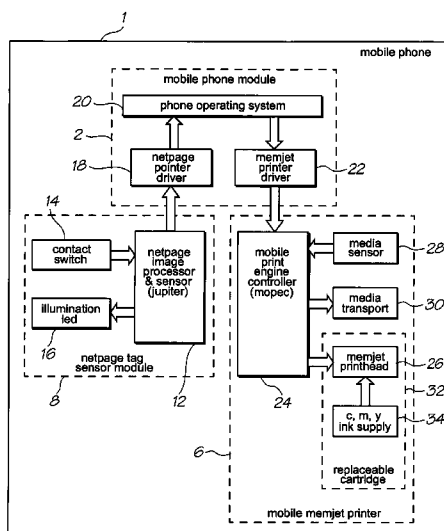 1
mobile phone
mobile phone module
20
phone operating system
2
18
netpage
pointer
driver
memjet
printer
driver
22
14
contact
switch
netpage
image
processor
& sensor
(jupiter)
illumination
led
16
netpage tag
sensor module
8
12
mobile
print
engine
controller
(mopec)
24
media
sensor
28
media
transport
30
memjet
printhead
26
32
c, m, y
ink supply
34
replaceable
cartridge
6
mobile memjet printer